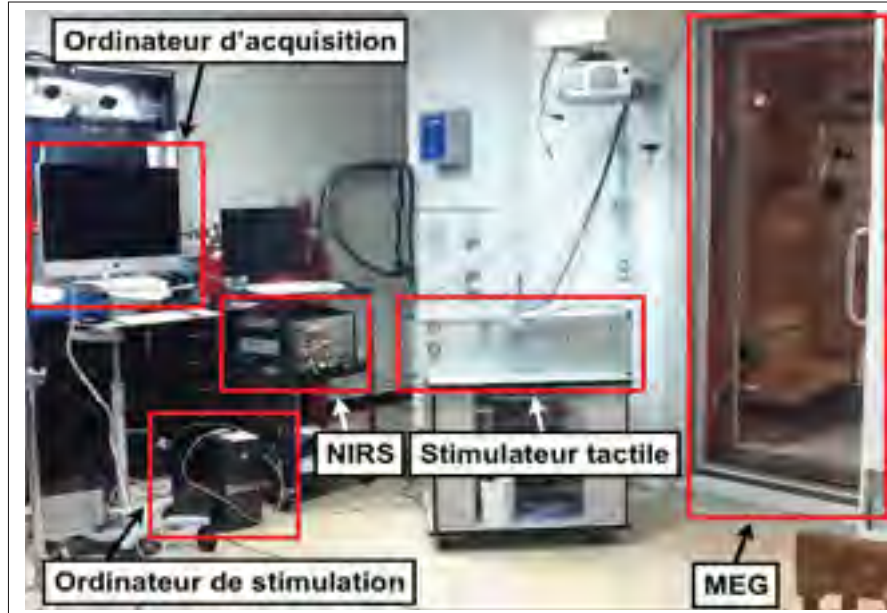 Ordinateur d'acquisition
NIRS
Stimulateur tactile
Ordinateur de stimulation
MEG